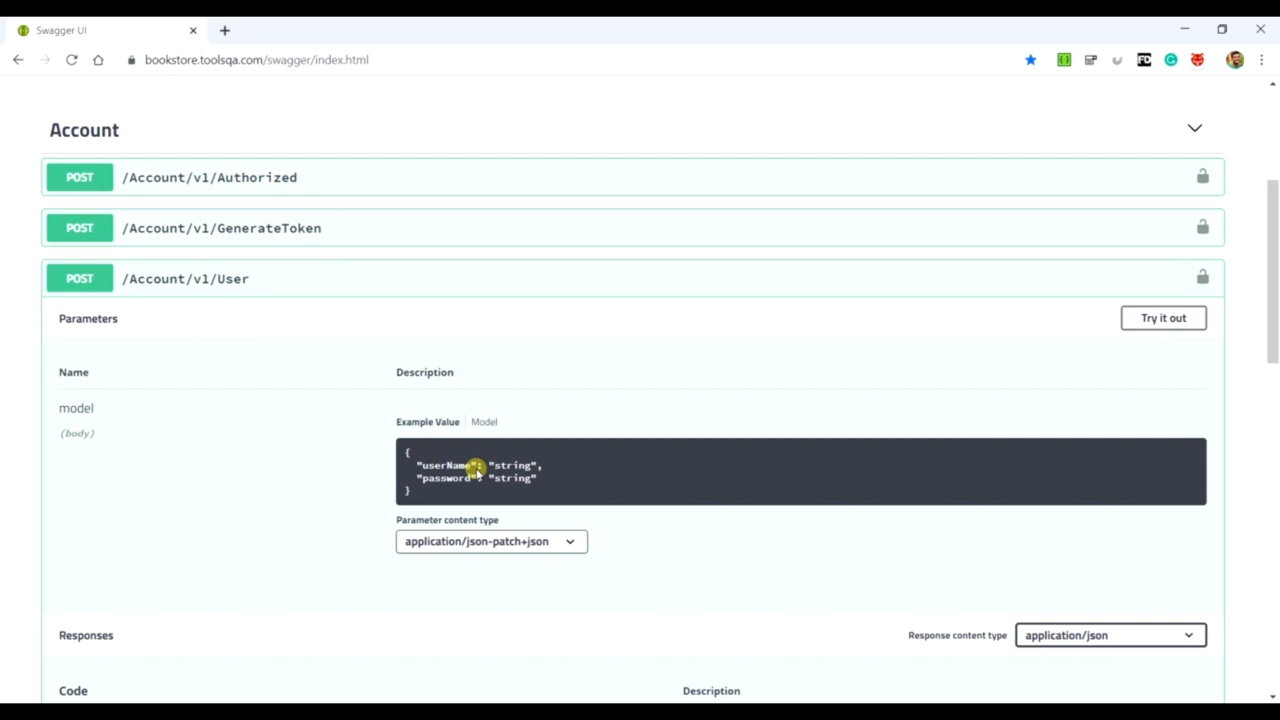 Swagger UI
bookstore.toolsqa.com/swagger/index.html
FD
Account
POST /Account/v1/Authorized
POST /Account/v1/GenerateToken
POST /Account/v1/User
Parameters Try it out
Name Description
model
(body)
Example Value Model
{
"userName": "string",
"password": "string"
}
Parameter content type
application/json-patch+json
Responses Response content type application/json
Code Description